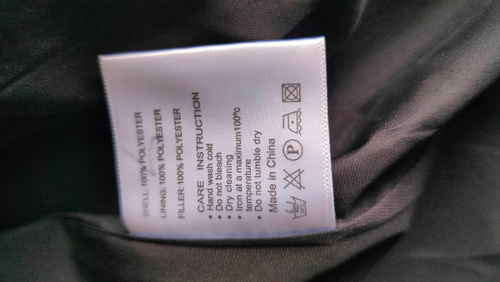 SHELL: 100% POLYESTER
LINING: 100% POLYESTER
FILLER: 100% POLYESTER
CARE INSTRUCTION
• Hand wash cold
• Do not bleach
• Dry cleaning
• Iron at a maximum100ºc
temperature
• Do not tumble dry
Made in China
P